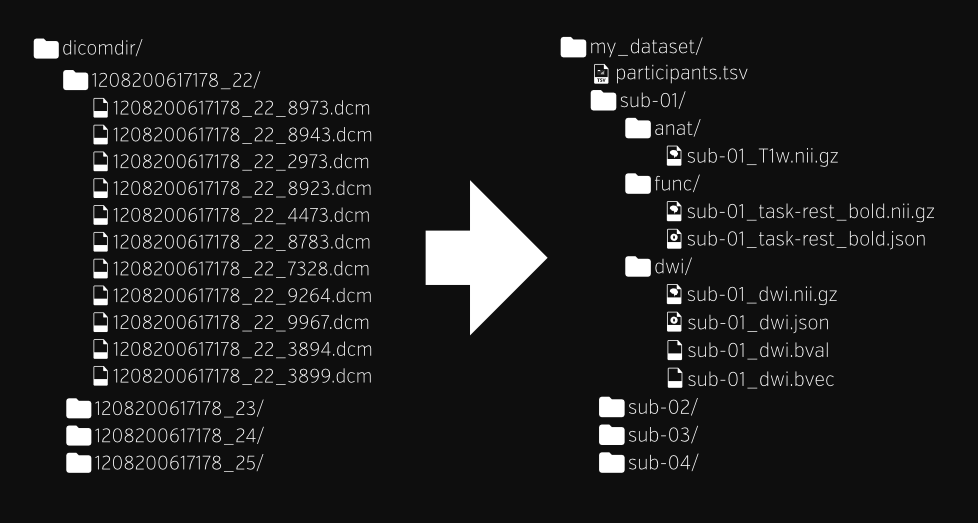 dicomdir/
1208200617178_22/
1208200617178_22_8973.dcm
1208200617178_22_8943.dcm
1208200617178_22_2973.dcm
1208200617178_22_8923.dcm
1208200617178_22_4473.dcm
1208200617178_22_8783.dcm
1208200617178_22_7328.dcm
1208200617178_22_9264.dcm
1208200617178_22_9967.dcm
1208200617178_22_3894.dcm
1208200617178_22_3899.dcm
1208200617178_23/
1208200617178_24/
1208200617178_25/
my_dataset/
TSV participants.tsv
sub-01/
anat/
sub-01_T1w.nii.gz
func/
sub-01_task-rest_bold.nii.gz
sub-01_task-rest_bold.json
dwi/
sub-01_dwi.nii.gz
sub-01_dwi.json
sub-01_dwi.bval
sub-01_dwi.bvec
sub-02/
sub-03/
sub-04/